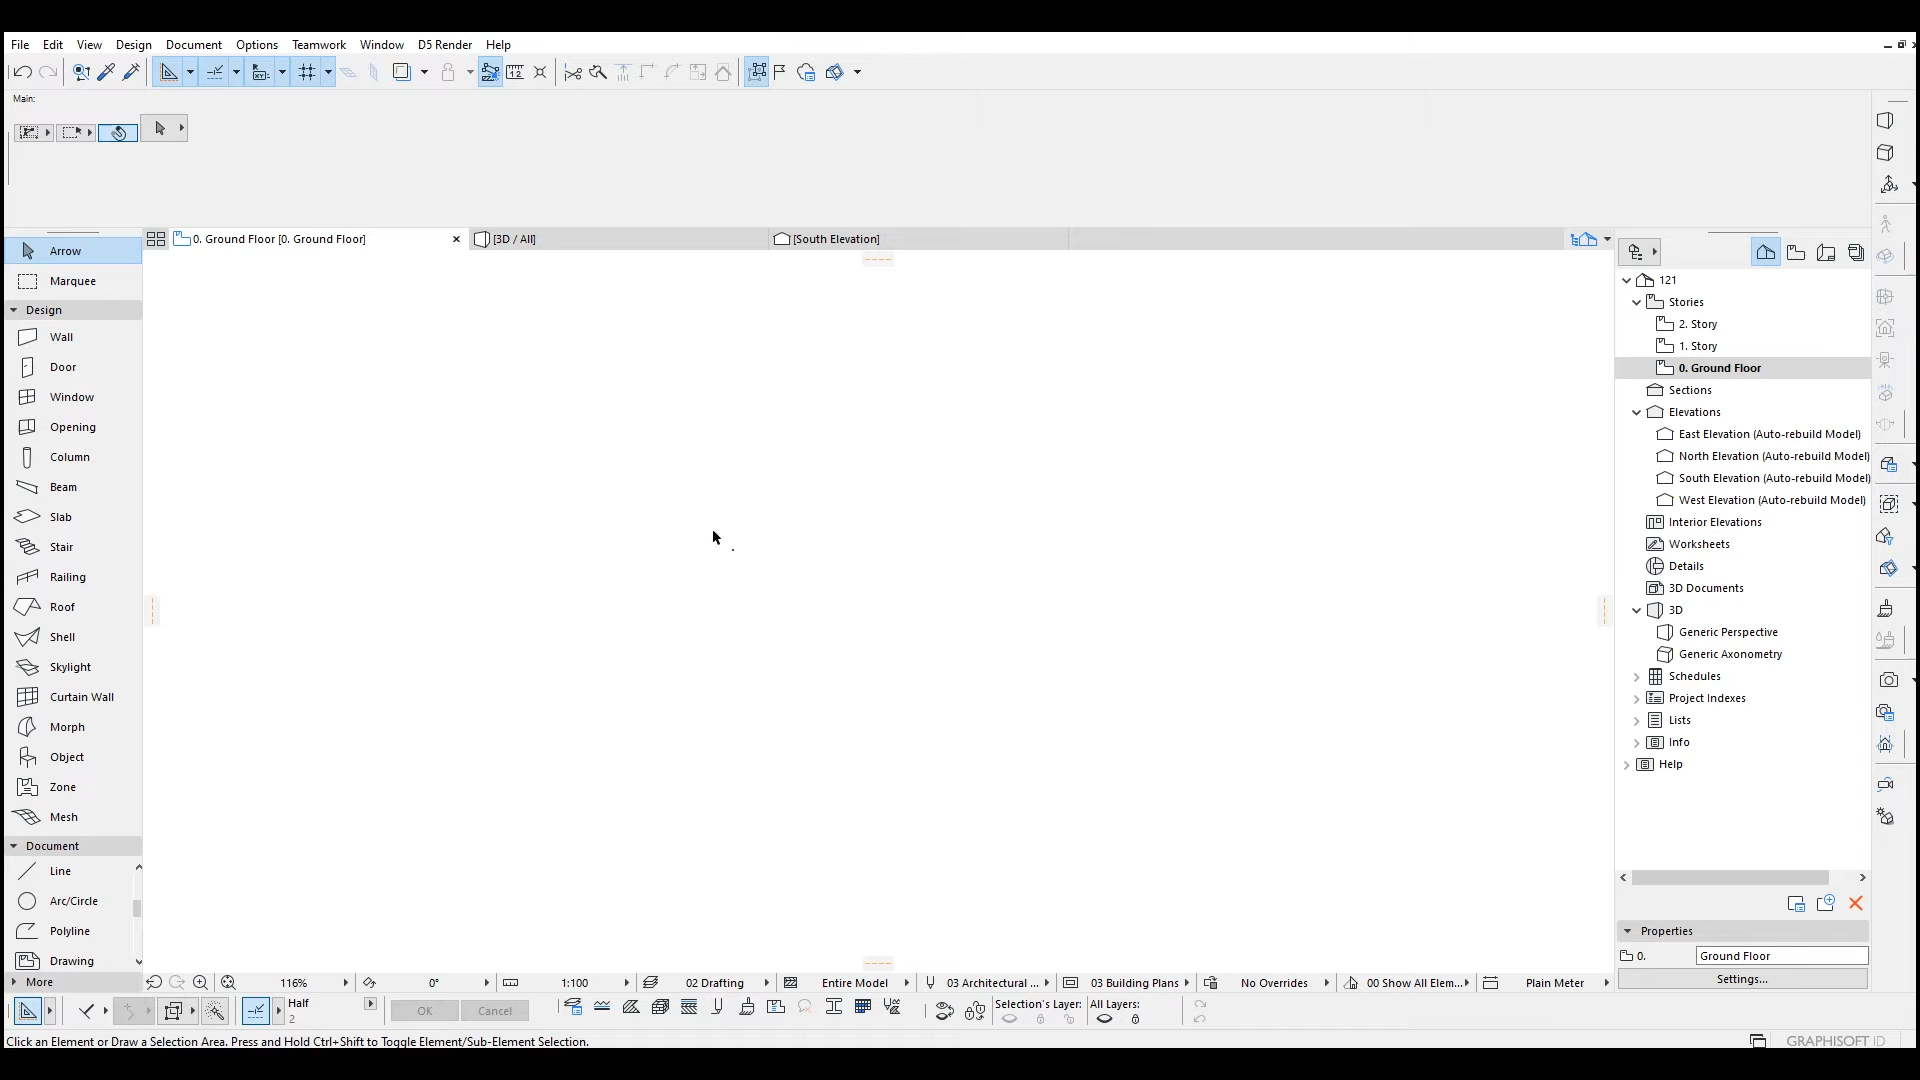 File Edit View Design Document Options Teamwork Window D5 Render Help
Main:
0. Ground Floor [0. Ground Floor]
[3D / All]
[South Elevation]
Arrow
Marquee
Design
Wall
Door
Window
Opening
Column
Beam
Slab
Stair
Railing
Roof
Shell
Skylight
Curtain Wall
Morph
Object
Zone
Mesh
Document
Line
Arc/Circle
Polyline
Drawing
More
121
Stories
2. Story
1. Story
0. Ground Floor
Sections
Elevations
East Elevation (Auto-rebuild Model)
North Elevation (Auto-rebuild Model)
South Elevation (Auto-rebuild Model)
West Elevation (Auto-rebuild Model)
Interior Elevations
Worksheets
Details
3D Documents
3D
Generic Perspective
Generic Axonometry
Schedules
Project Indexes
Lists
Info
Help
Properties
0. Ground Floor
Settings...
116% 0° 1:100 02 Drafting Entire Model 03 Architectural ... 03 Building Plans No Overrides 00 Show All Elem... Plain Meter
Half
2
OK Cancel
Selection's Layer: All Layers:
Click an Element or Draw a Selection Area. Press and Hold Ctrl+Shift to Toggle Element/Sub-Element Selection.
GRAPHISOFT ID